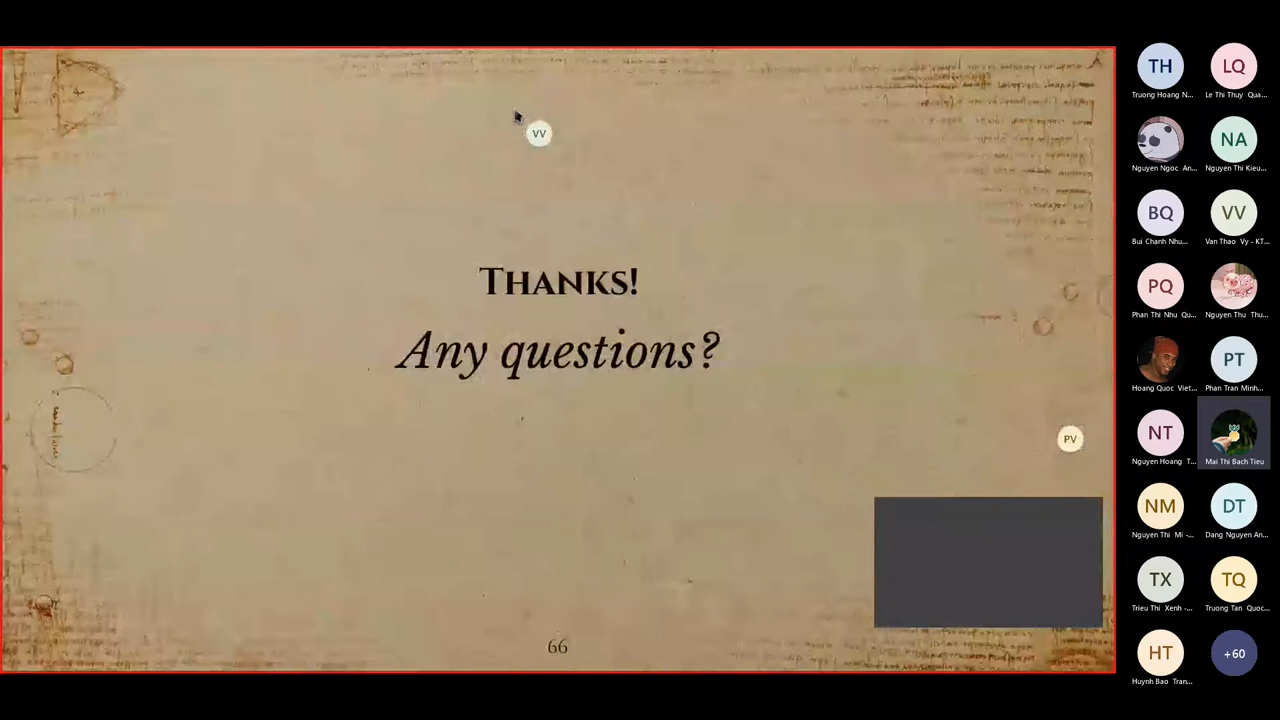 VV
THANKS!
Any questions?
PV
66
TH
Truong Hoang N...
LQ
Le Thi Thuy Qua...
Nguyen Ngoc An...
NA
Nguyen Thi Kieu...
BQ
Bui Chanh Nhu...
VV
Van Thao Vy - KT...
PQ
Phan Thi Nhu Qu...
Nguyen Thu Thu...
Hoang Quoc Viet...
PT
Phan Tran Minh...
NT
Nguyen Hoang T...
Mai Thi Bach Tieu
NM
Nguyen Thi Mi -...
DT
Dang Nguyen An...
TX
Trieu Thi Xenh -...
TQ
Truong Tan Quoc...
HT
Huynh Bao Tran...
+60